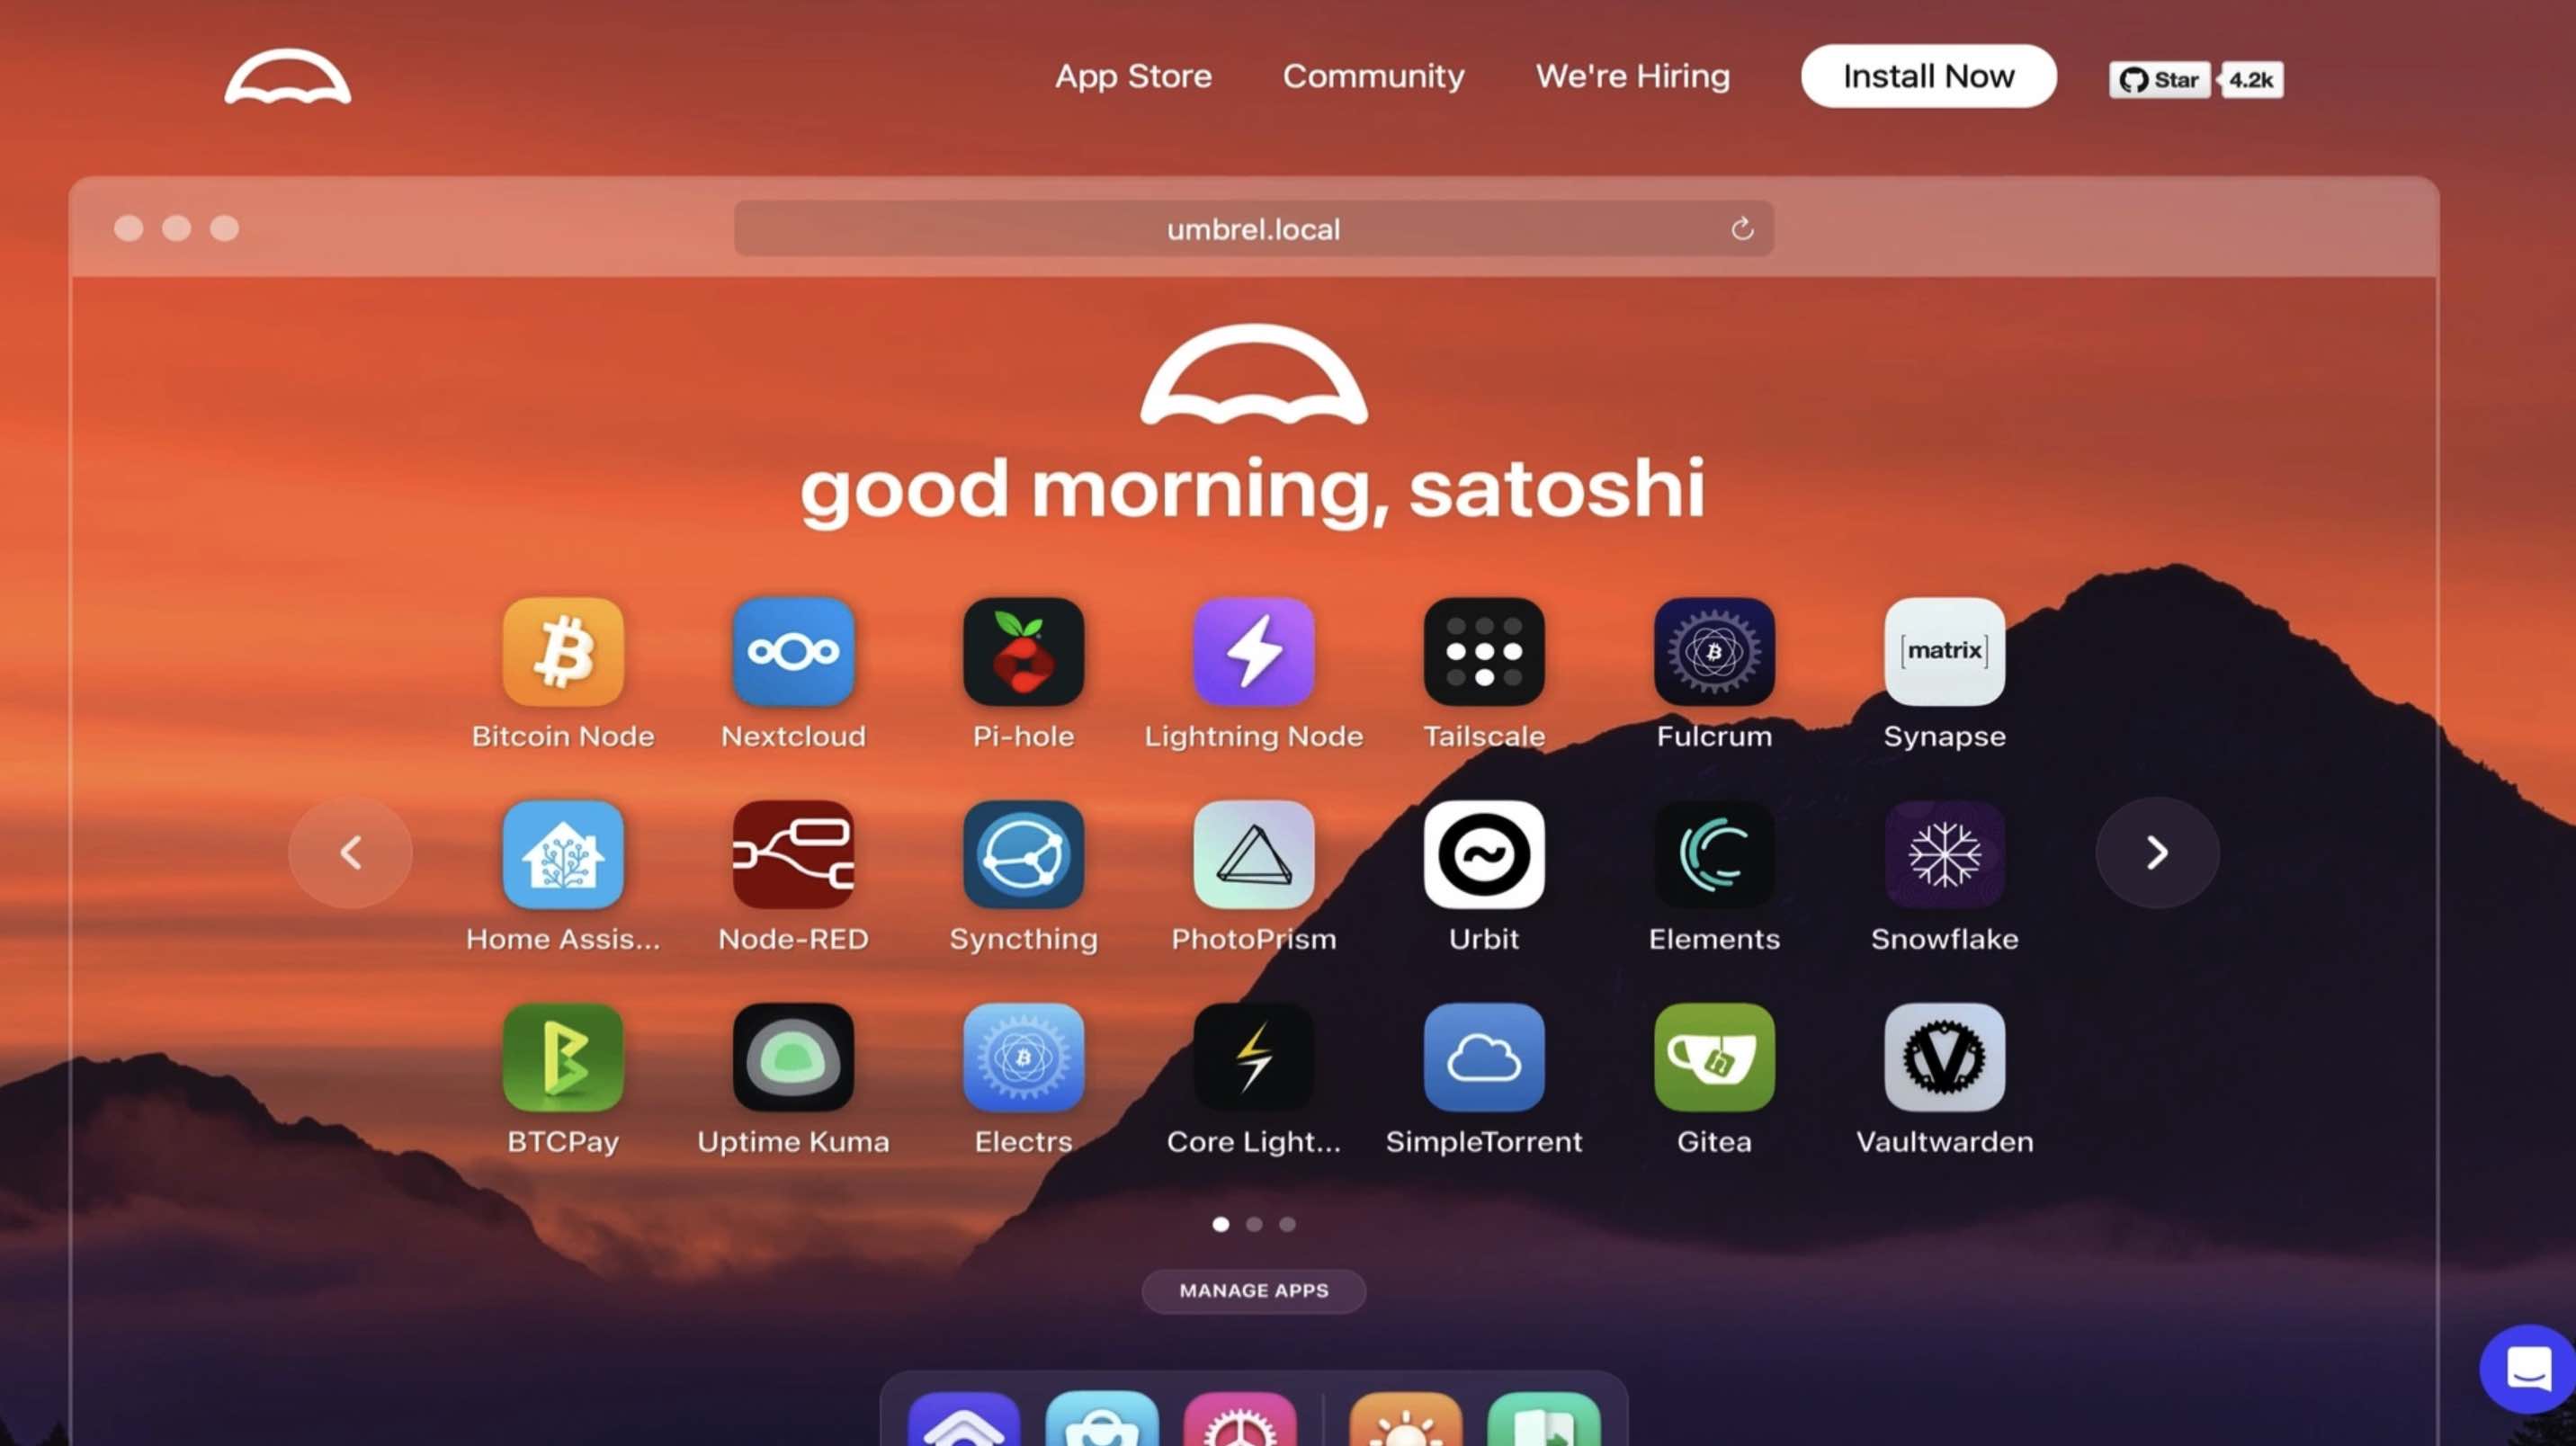 App Store Community We're Hiring Install Now Star 4.2k
umbrel.local
good morning, satoshi
Bitcoin Node Nextcloud Pi-hole Lightning Node Tailscale Fulcrum [matrix] Synapse
Home Assis... Node-RED Syncthing PhotoPrism Urbit Elements Snowflake
BTCPay Uptime Kuma Electrs Core Light... SimpleTorrent Gitea Vaultwarden
MANAGE APPS